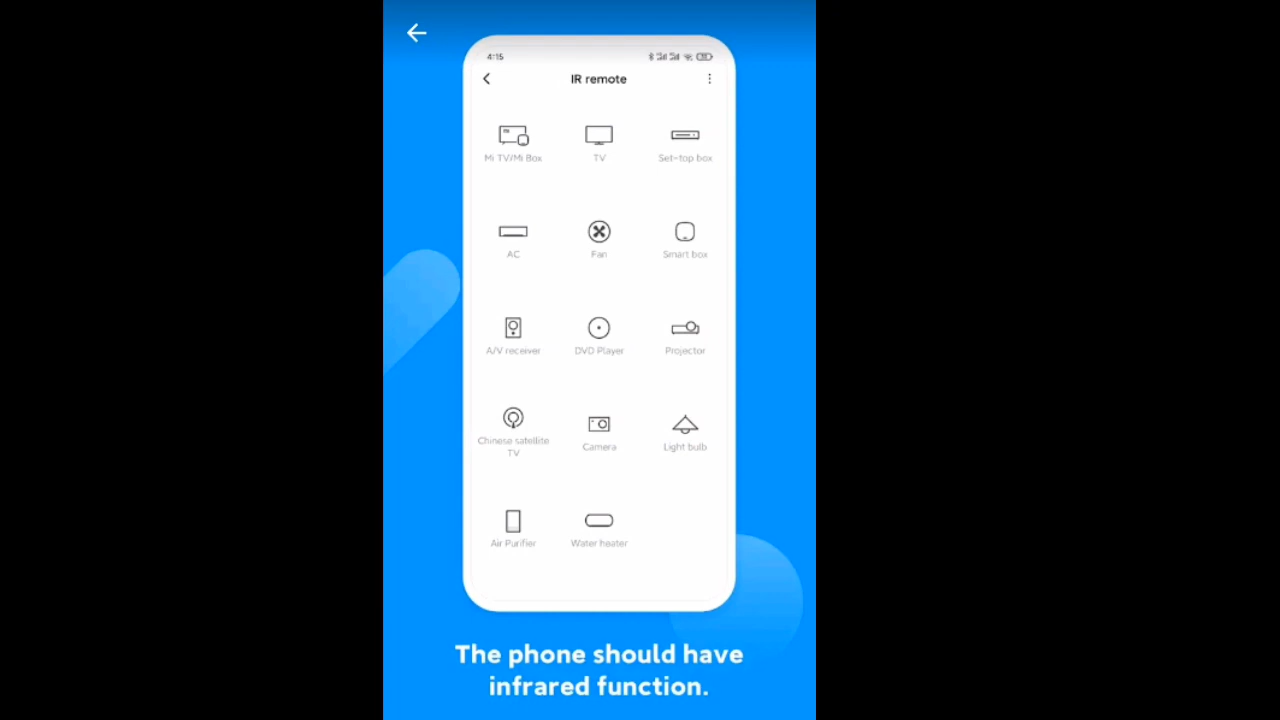 4:15
IR remote
Mi TV/Mi Box
TV
Set-top box
AC
Fan
Smart box
A/V receiver
DVD Player
Projector
Chinese satellite
TV
Camera
Light bulb
Air Purifier
Water heater
The phone should have
infrared function.